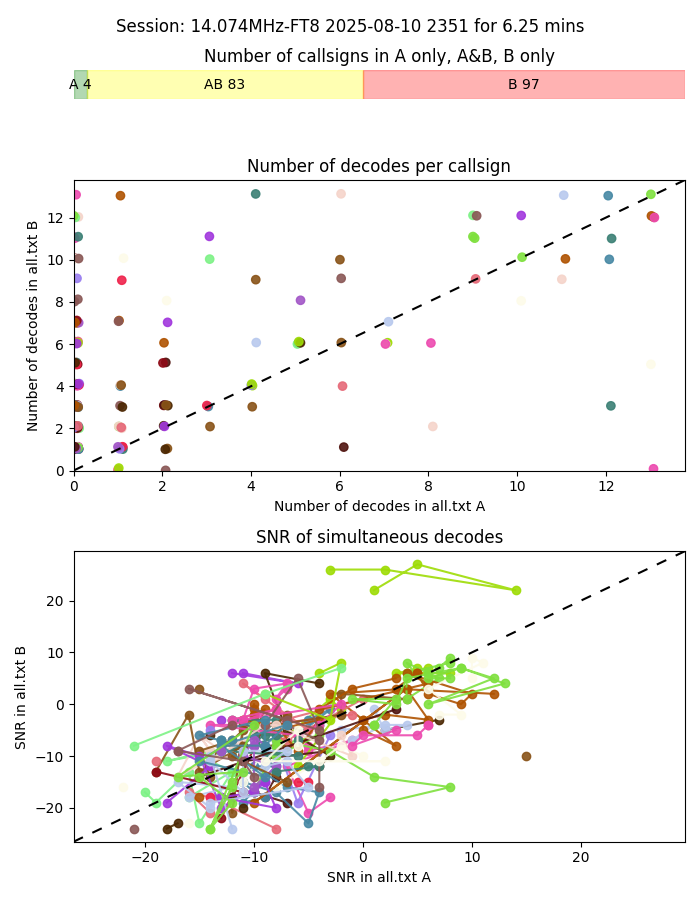 Session: 14.074MHz-FT8 2025-08-10 2351 for 6.25 mins
Number of callsigns in A only, A&B, B only
A 4 AB 83 B 97
Number of decodes per callsign
Number of decodes in all.txt B
12
10
8
6
4
2
0
0 2 4 6 8 10 12
Number of decodes in all.txt A
SNR of simultaneous decodes
SNR in all.txt B
20
10
0
−10
−20
−20 −10 0 10 20
SNR in all.txt A